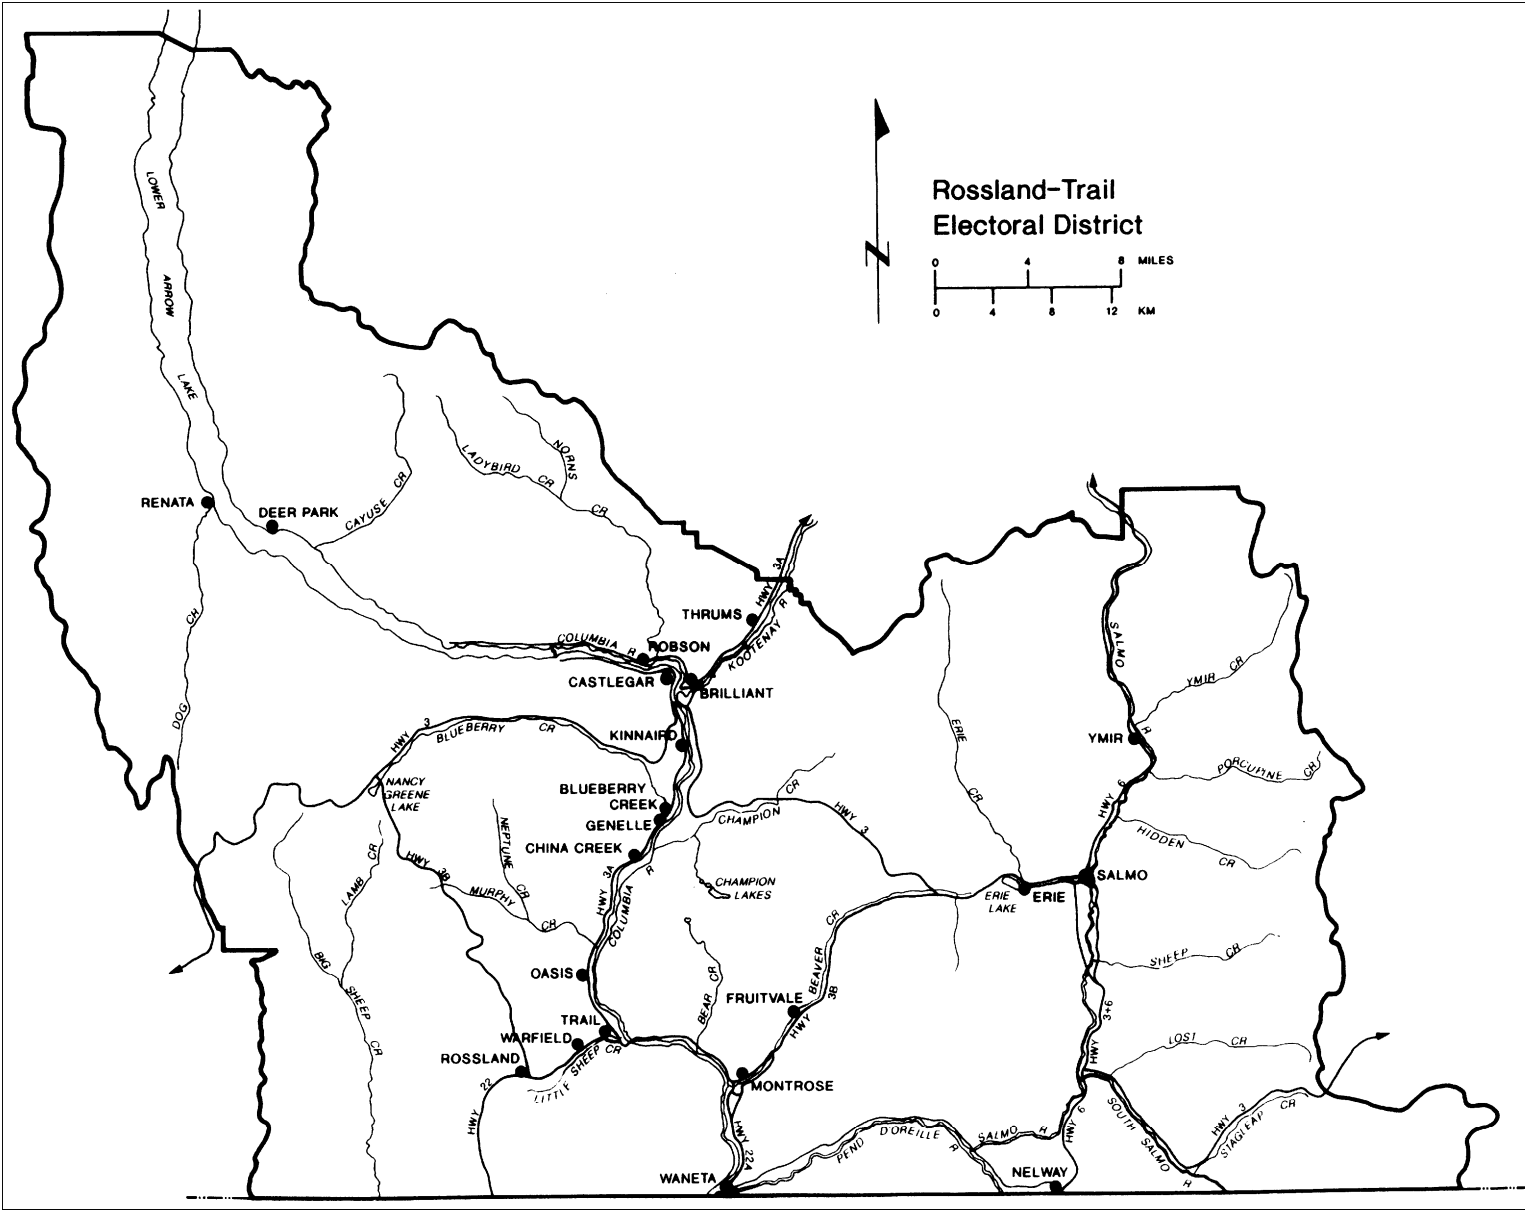 Rossland-Trail
Electoral District
0 4 8 MILES
0 4 8 12 KM
N
LOWER
ARROW
LAKE
RENATA
DEER PARK
CAYUSE CR
LADYBIRD CR
NORNS
CR
DOG CR
COLUMBIA R
ROBSON
THRUMS
HWY 3A
KOOTENAY R
CASTLEGAR
BRILLIANT
KINNAIRD
HWY 3
BLUEBERRY CR
NANCY
GREENE
LAKE
BLUEBERRY
CREEK
GENELLE
CHINA CREEK
CHAMPION CR
HWY 3
CHAMPION
LAKES
ERIE CR
SALMO R
YMIR CR
YMIR
PORCUPINE CR
HWY 6
HIDDEN CR
SALMO
ERIE
ERIE
LAKE
NEPTUNE CR
LAMB CR
HWY 3B
MURPHY CR
HWY 3A
COLUMBIA R
BIG SHEEP CR
OASIS
BEAR CR
BEAVER CR
HWY 3B
FRUITVALE
SHEEP CR
HWY 3+6
LOST CR
TRAIL
WARFIELD
ROSSLAND
LITTLE SHEEP CR
HWY 22
MONTROSE
HWY 22A
WANETA
PEND D'OREILLE R
SALMO R
HWY 6
NELWAY
SOUTH SALMO R
HWY 3
STAGLEAP CR